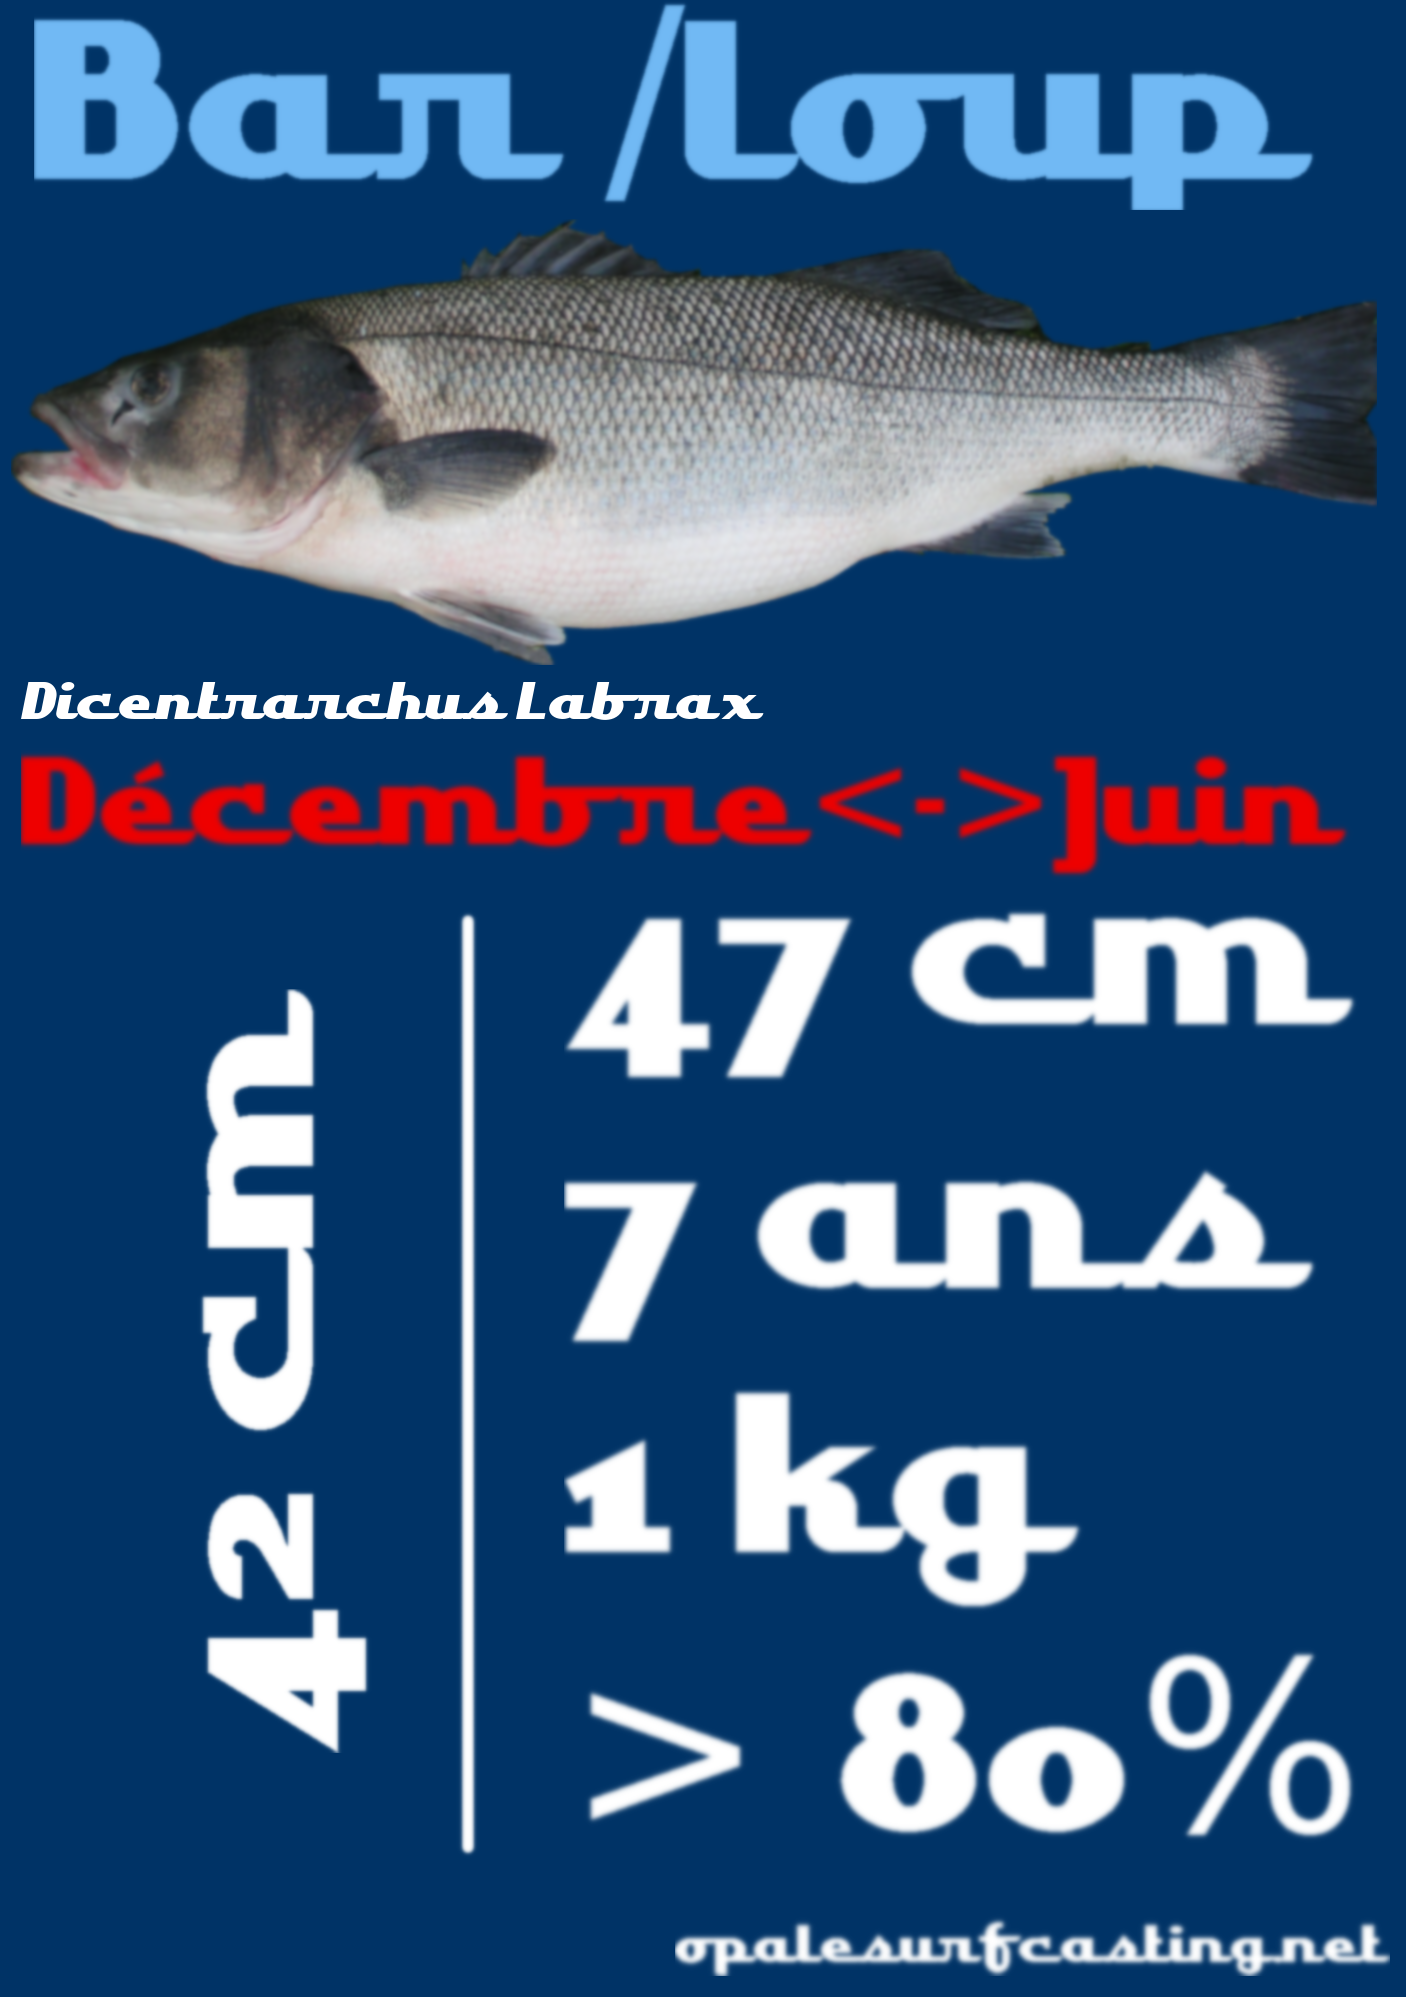 Bar /Loup
Dicentrarchus Labrax
Décembre<->Juin
42 cm
47 cm
7 ans
1 kg
> 80%
opalesurfcasting.net